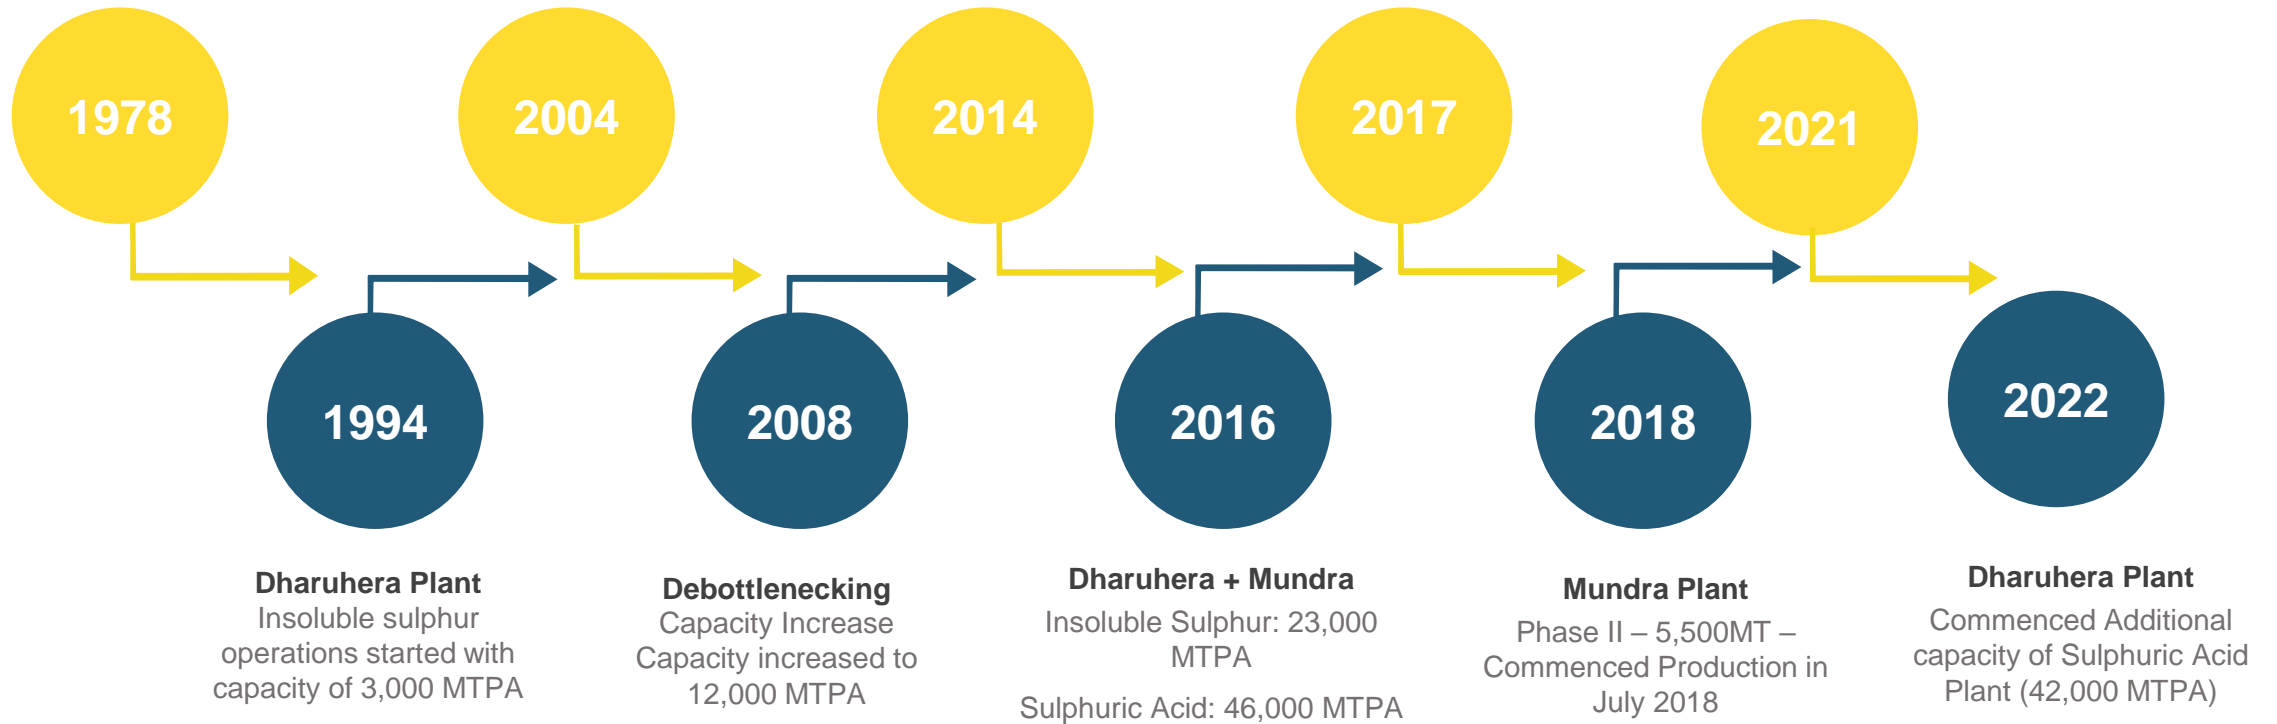 1978
2004
2014
2017
2021
1994
2008
2016
2018
2022
Dharuhera Plant
Insoluble sulphur
operations started with
capacity of 3,000 MTPA
Debottlenecking
Capacity Increase
Capacity increased to
12,000 MTPA
Dharuhera + Mundra
Insoluble Sulphur: 23,000
MTPA
Sulphuric Acid: 46,000 MTPA
Mundra Plant
Phase II – 5,500MT –
Commenced Production in
July 2018
Dharuhera Plant
Commenced Additional
capacity of Sulphuric Acid
Plant (42,000 MTPA)